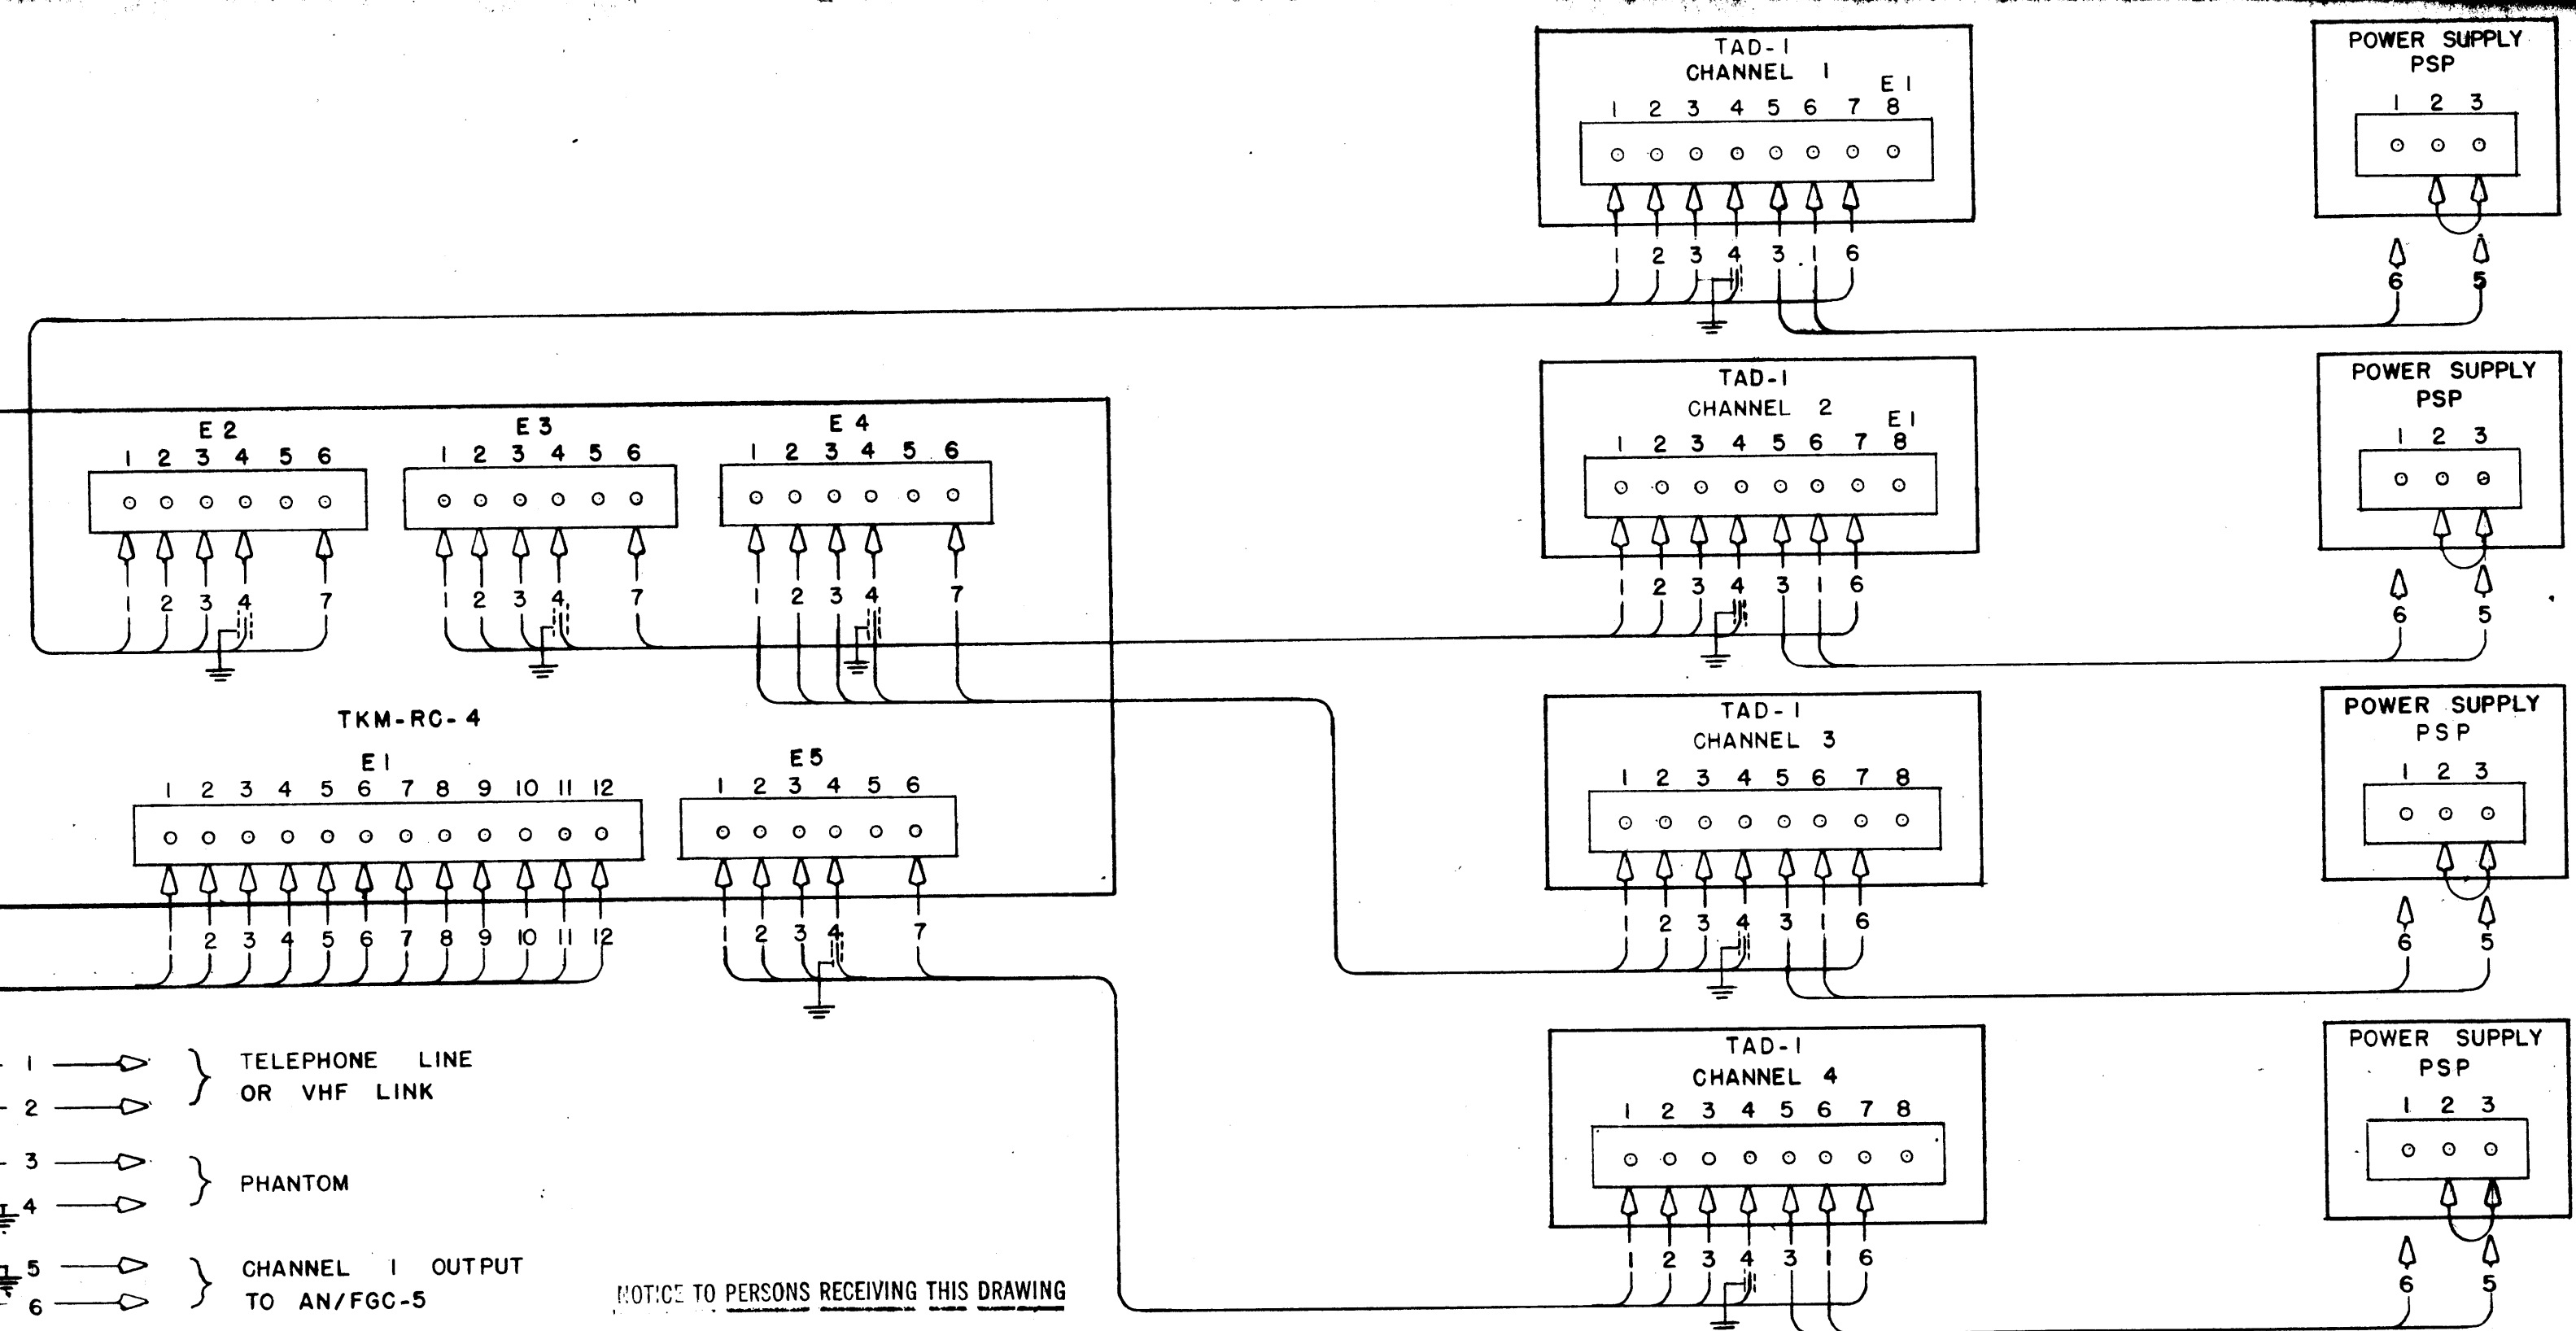 TAD-1
CHANNEL 1
E1
1 2 3 4 5 6 7 8
1 2 3 4 3 1 6
POWER SUPPLY
PSP
1 2 3
6 5
TAD-1
CHANNEL 2
E1
1 2 3 4 5 6 7 8
1 2 3 4 3 1 6
POWER SUPPLY
PSP
1 2 3
6 5
E2
1 2 3 4 5 6
1 2 3 4 7
E3
1 2 3 4 5 6
1 2 3 4 7
E4
1 2 3 4 5 6
1 2 3 4 7
TKM-RC-4
E1
1 2 3 4 5 6 7 8 9 10 11 12
1 2 3 4 5 6 7 8 9 10 11 12
E5
1 2 3 4 5 6
1 2 3 4 7
TAD-1
CHANNEL 3
1 2 3 4 5 6 7 8
1 2 3 4 3 1 6
POWER SUPPLY
PSP
1 2 3
6 5
TAD-1
CHANNEL 4
1 2 3 4 5 6 7 8
1 2 3 4 3 1 6
POWER SUPPLY
PSP
1 2 3
6 5
1
TELEPHONE LINE
OR VHF LINK
2
3
PHANTOM
4
5
CHANNEL 1 OUTPUT
TO AN/FGC-5
6
NOTICE TO PERSONS RECEIVING THIS DRAWING